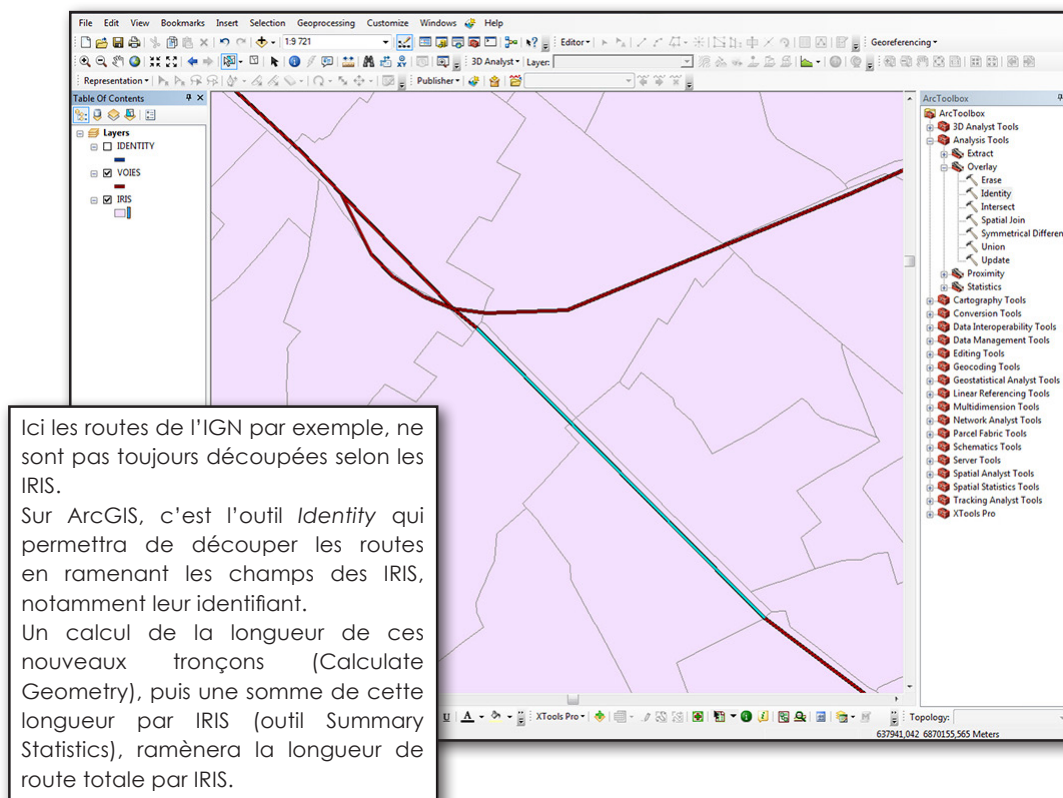 File Edit View Bookmarks Insert Selection Geoprocessing Customize Windows Help
1:9 721
Editor
Georeferencing
3D Analyst Layer:
Representation
Publisher
Table Of Contents
Layers
IDENTITY
VOIES
IRIS
ArcToolbox
ArcToolbox
3D Analyst Tools
Analysis Tools
Extract
Overlay
Erase
Identity
Intersect
Spatial Join
Symmetrical Differen
Union
Update
Proximity
Statistics
Cartography Tools
Conversion Tools
Data Interoperability Tools
Data Management Tools
Editing Tools
Geocoding Tools
Geostatistical Analyst Tools
Linear Referencing Tools
Multidimension Tools
Network Analyst Tools
Parcel Fabric Tools
Schematics Tools
Server Tools
Spatial Analyst Tools
Spatial Statistics Tools
Tracking Analyst Tools
XTools Pro
Ici les routes de l’IGN par exemple, ne
sont pas toujours découpées selon les
IRIS.
Sur ArcGIS, c’est l’outil Identity qui
permettra de découper les routes
en ramenant les champs des IRIS,
notamment leur identifiant.
Un calcul de la longueur de ces
nouveaux tronçons (Calculate
Geometry), puis une somme de cette
longueur par IRIS (outil Summary
Statistics), ramènera la longueur de
route totale par IRIS.
U A XTools Pro Topology:
637941,042 6870155,565 Meters